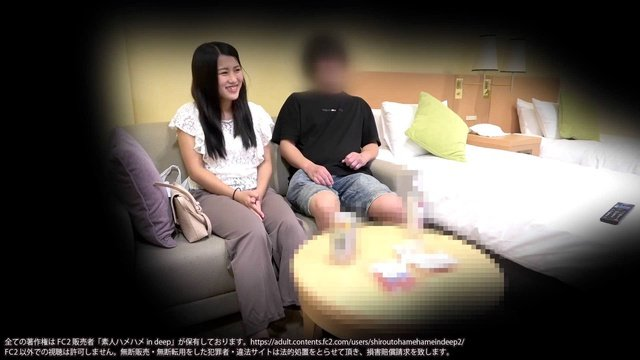 全ての著作権は FC2 販売者「素人ハメハメ in deep」が保有しております。https://adult.contents.fc2.com/users/shiroutohamehameindeep2/
FC2 以外での視聴は許可しません。無断販売・無断転用をした犯罪者・違法サイトは法的処置をとらせて頂き、損害賠償請求を致します。